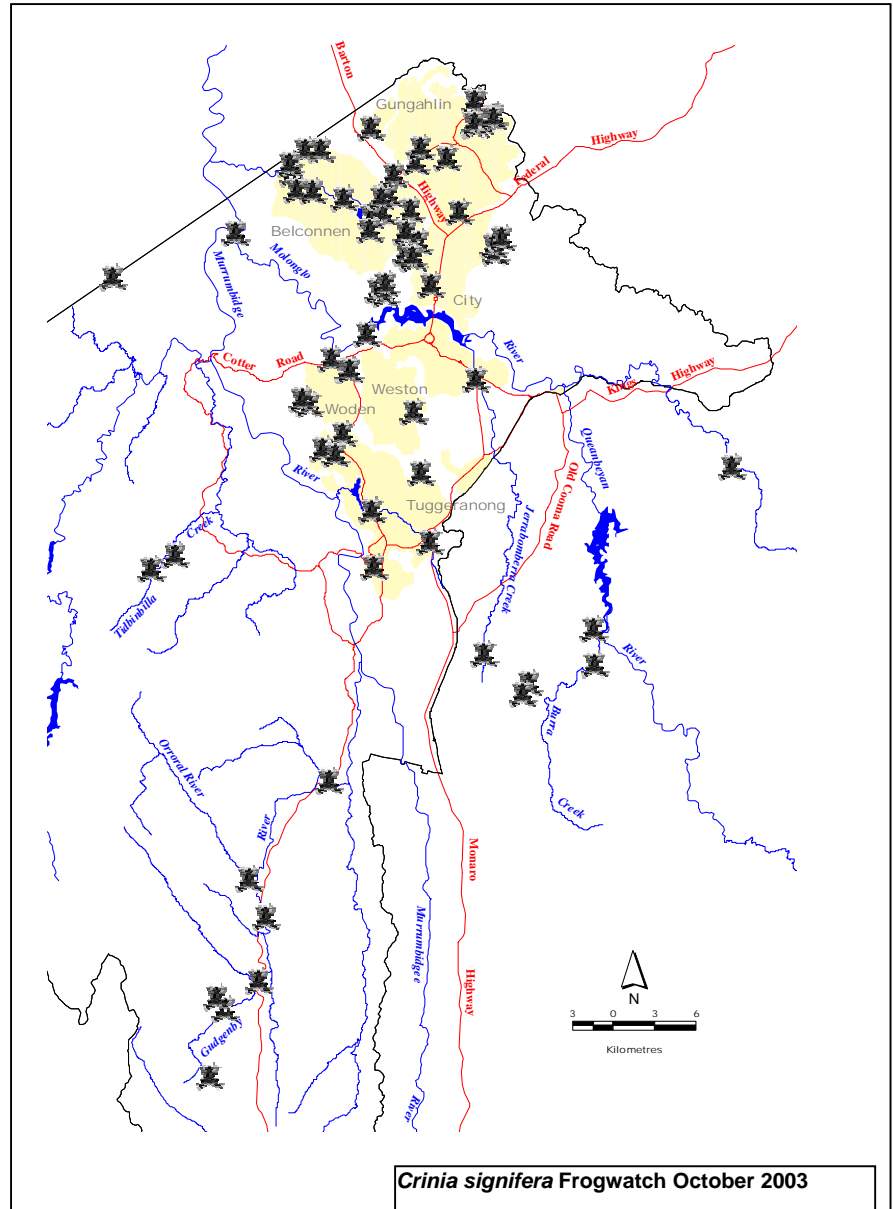 Barton
Gungahlin
Highway
Federal
Highway
Belconnen
Molonglo
Murrumbidge
City
River
Cotter
Road
Kings
Highway
Weston
Woden
Queanbeyan
River
Old Cooma Road
Tuggeranong
Jerrabomberra Creek
Creek
Tidbinbilla
River
Burra
Orroral River
River
Creek
Monaro
Murrumbidgee
Highway
N
3 0 3 6
Kilometres
Gudgenby
River
Crinia signifera Frogwatch October 2003